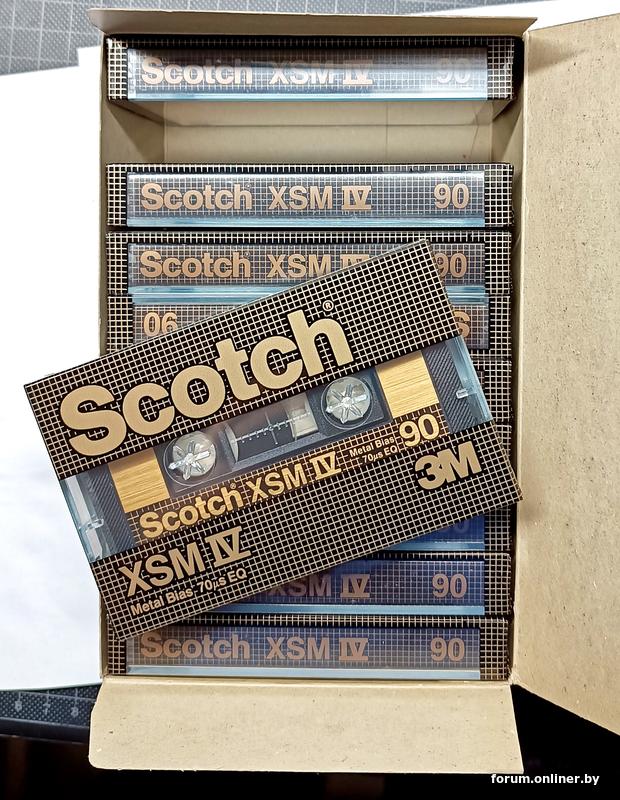 Scotch XSM IV 90
Scotch XSM IV 90
Scotch XSM IV 90
06 S
Scotch®
Scotch® XSM IV Metal Bias 70µs EQ 90
3M
XSM IV
Metal Bias 70µs EQ
XSM IV 90
Scotch XSM IV 90
forum.onliner.by